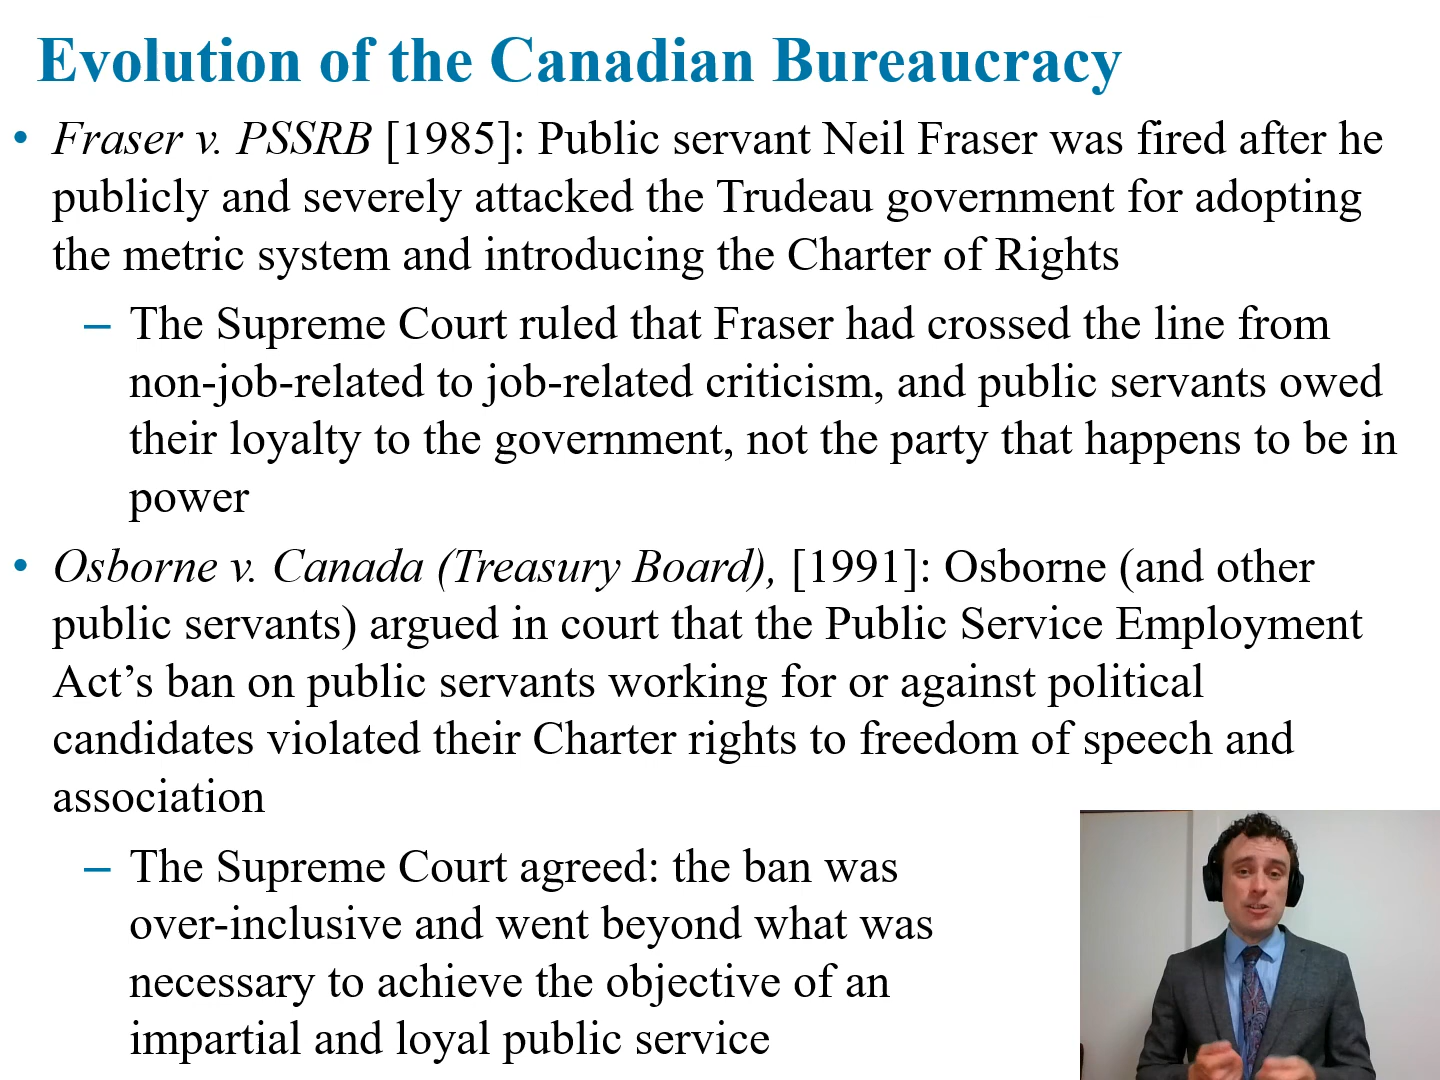 Evolution of the Canadian Bureaucracy
• Fraser v. PSSRB [1985]: Public servant Neil Fraser was fired after he
publicly and severely attacked the Trudeau government for adopting
the metric system and introducing the Charter of Rights
– The Supreme Court ruled that Fraser had crossed the line from
non-job-related to job-related criticism, and public servants owed
their loyalty to the government, not the party that happens to be in
power
• Osborne v. Canada (Treasury Board), [1991]: Osborne (and other
public servants) argued in court that the Public Service Employment
Act’s ban on public servants working for or against political
candidates violated their Charter rights to freedom of speech and
association
– The Supreme Court agreed: the ban was
over-inclusive and went beyond what was
necessary to achieve the objective of an
impartial and loyal public service